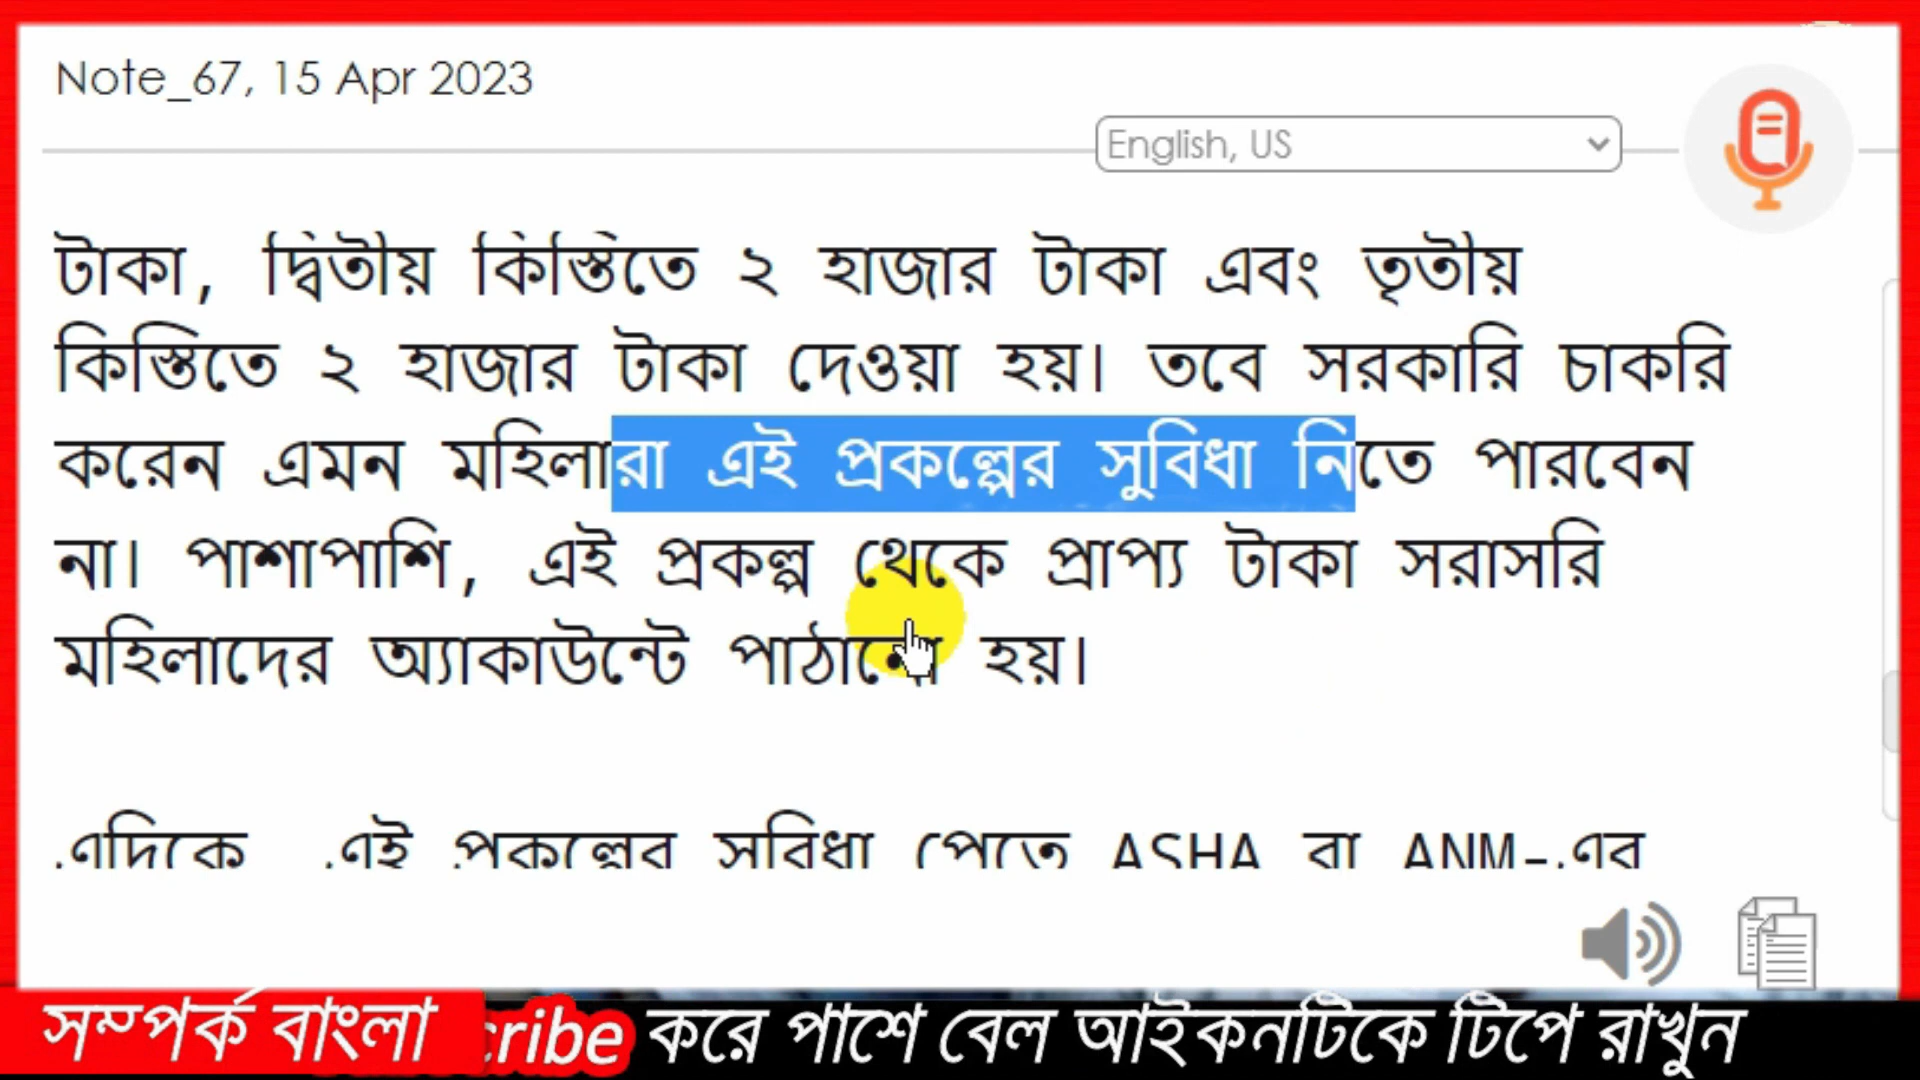 Note_67, 15 Apr 2023
English, US
টাকা, দ্বিতীয় কিস্তিতে ২ হাজার টাকা এবং তৃতীয়
কিস্তিতে ২ হাজার টাকা দেওয়া হয়। তবে সরকারি চাকরি
করেন এমন মহিলারা এই প্রকল্পের সুবিধা নিতে পারবেন
না। পাশাপাশি, এই প্রকল্প থেকে প্রাপ্য টাকা সরাসরি
মহিলাদের অ্যাকাউন্টে পাঠানো হয়।
এদিকে এই প্রকল্পের সুবিধা পেতে ASHA বা ANM-এর
সম্পর্ক বাংলা cribe করে পাশে বেল আইকনটিকে টিপে রাখুন